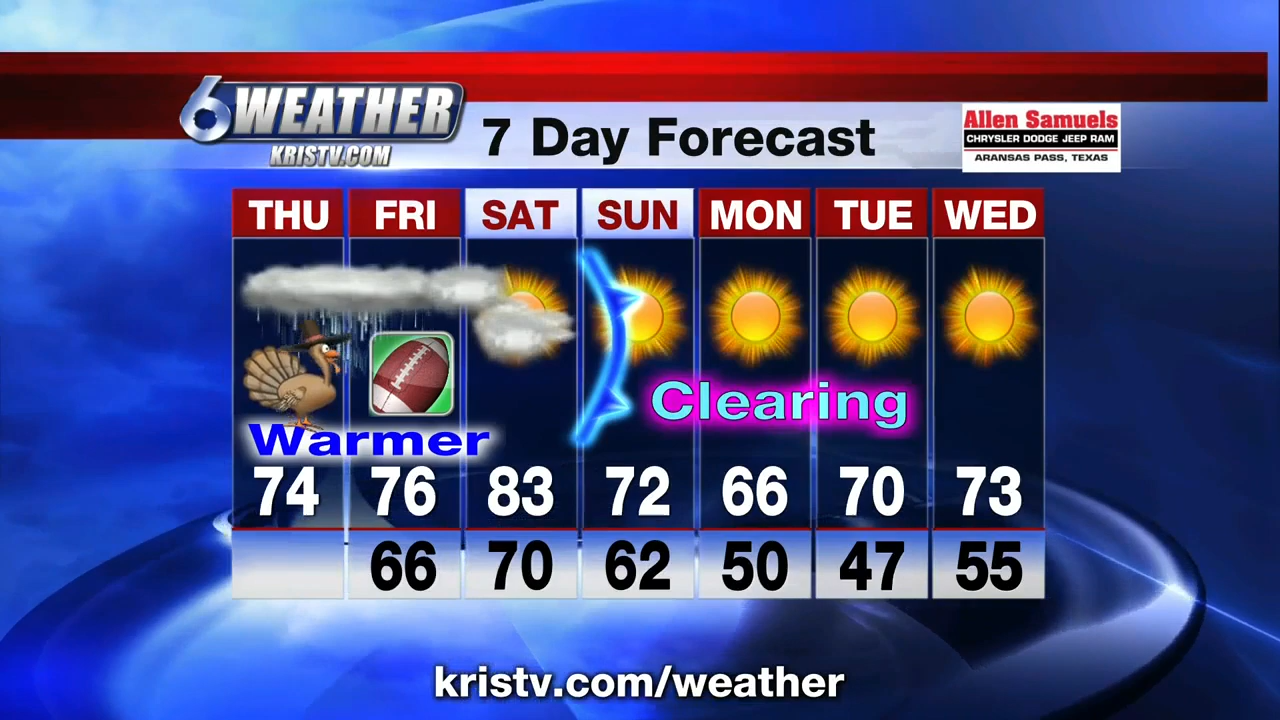 6 WEATHER
KRISTV.COM
7 Day Forecast
Allen Samuels
CHRYSLER DODGE JEEP RAM
ARANSAS PASS, TEXAS
THU FRI SAT SUN MON TUE WED
Clearing
Warmer
74 76 83 72 66 70 73
66 70 62 50 47 55
kristv.com/weather